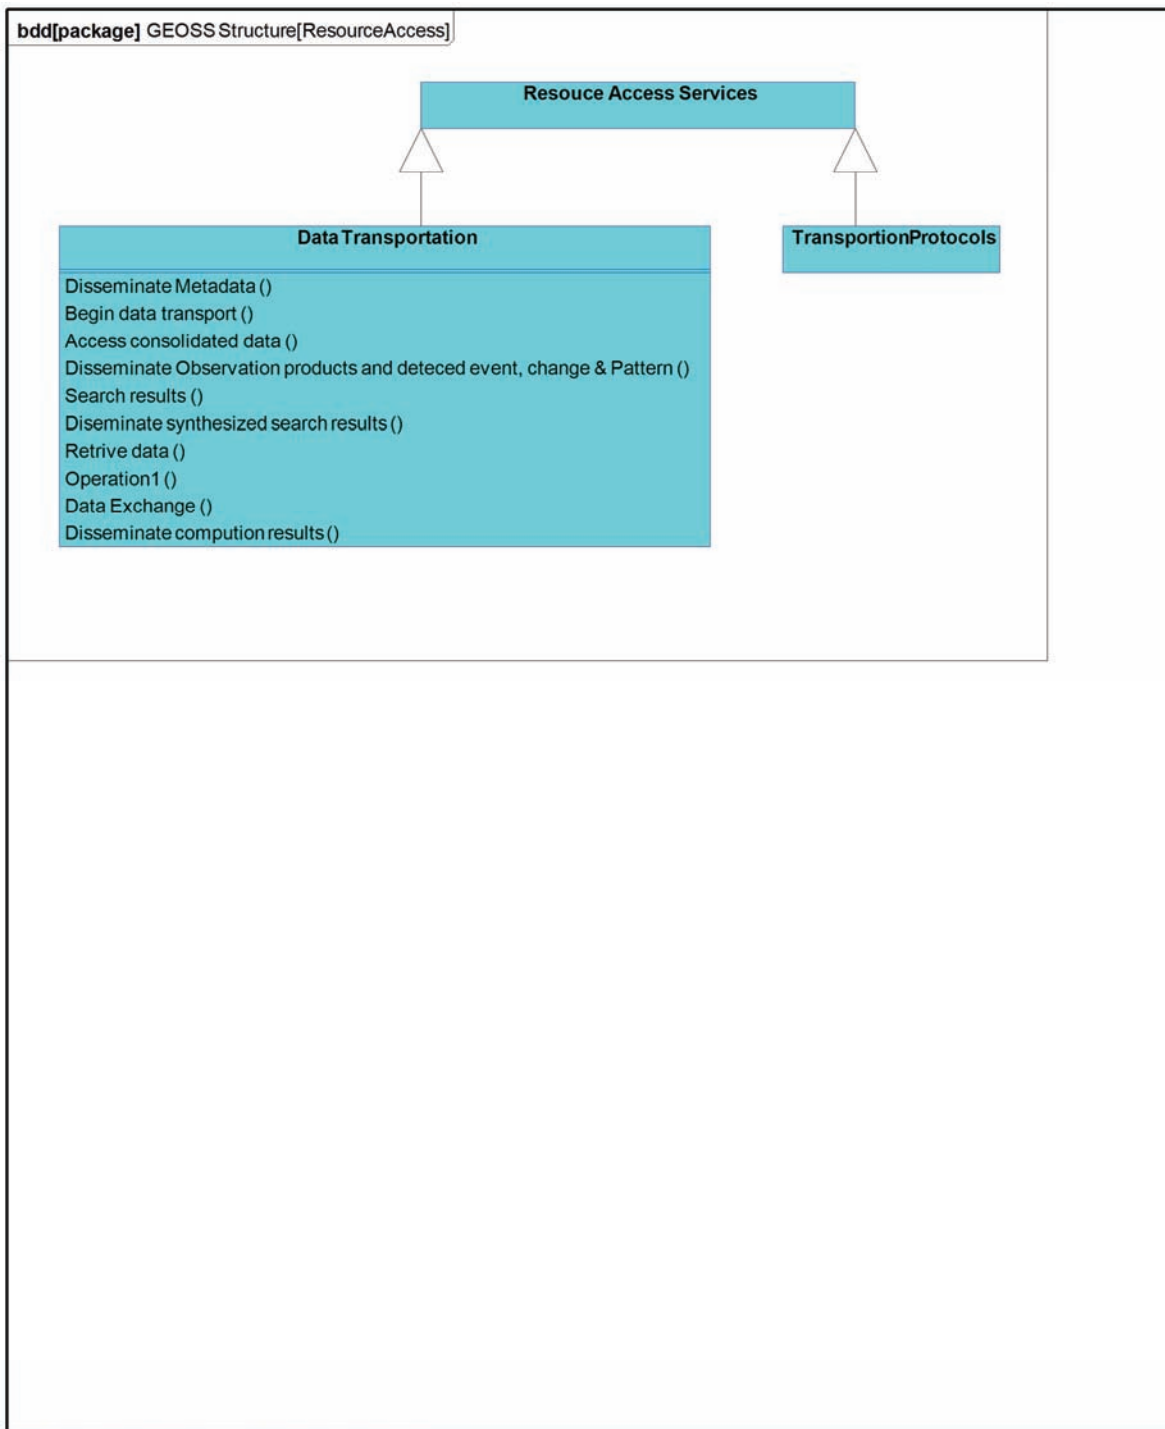 bdd[package] GEOSS Structure[ResourceAccess]
Resouce Access Services
Data Transportation
TransportionProtocols
Disseminate Metadata ()
Begin data transport ()
Access consolidated data ()
Disseminate Observation products and deteced event, change & Pattern ()
Search results ()
Diseminate synthesized search results ()
Retrive data ()
Operation1 ()
Data Exchange ()
Disseminate compution results ()